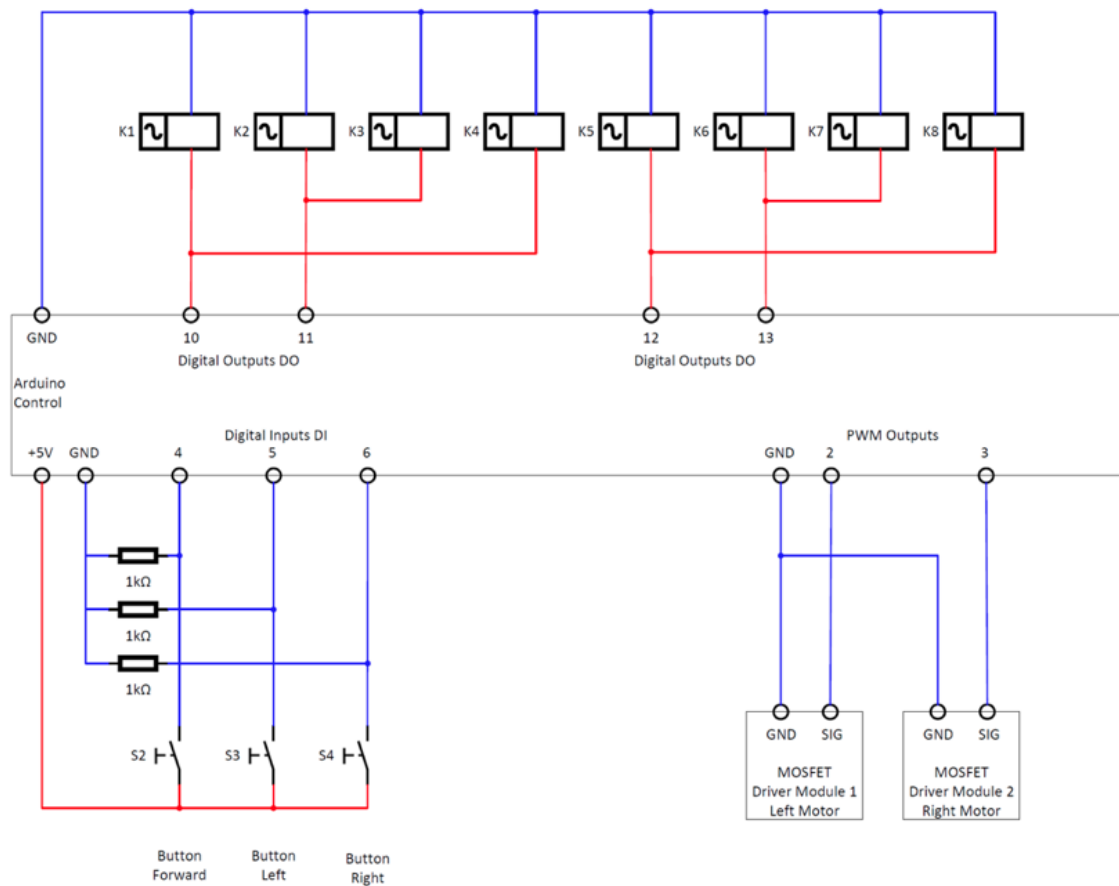 K1 K2 K3 K4 K5 K6 K7 K8
GND 10 11 12 13
Digital Outputs DO Digital Outputs DO
Arduino
Control
Digital Inputs DI PWM Outputs
+5V GND 4 5 6 GND 2 3
1kΩ
1kΩ
1kΩ
S2 S3 S4
GND SIG GND SIG
MOSFET
Driver Module 1
Left Motor
MOSFET
Driver Module 2
Right Motor
Button
Forward
Button
Left
Button
Right